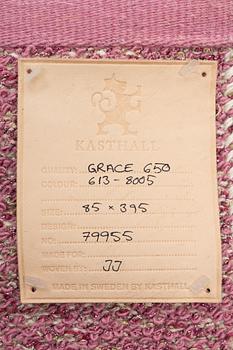 KASTHALL
QUALITY: GRACE 650
COLOUR: 613-8005
SIZE: 85 × 395
DESIGN:
NO: 79955
MADE FOR:
WOVEN BY: JJ
MADE IN SWEDEN BY KASTHALL